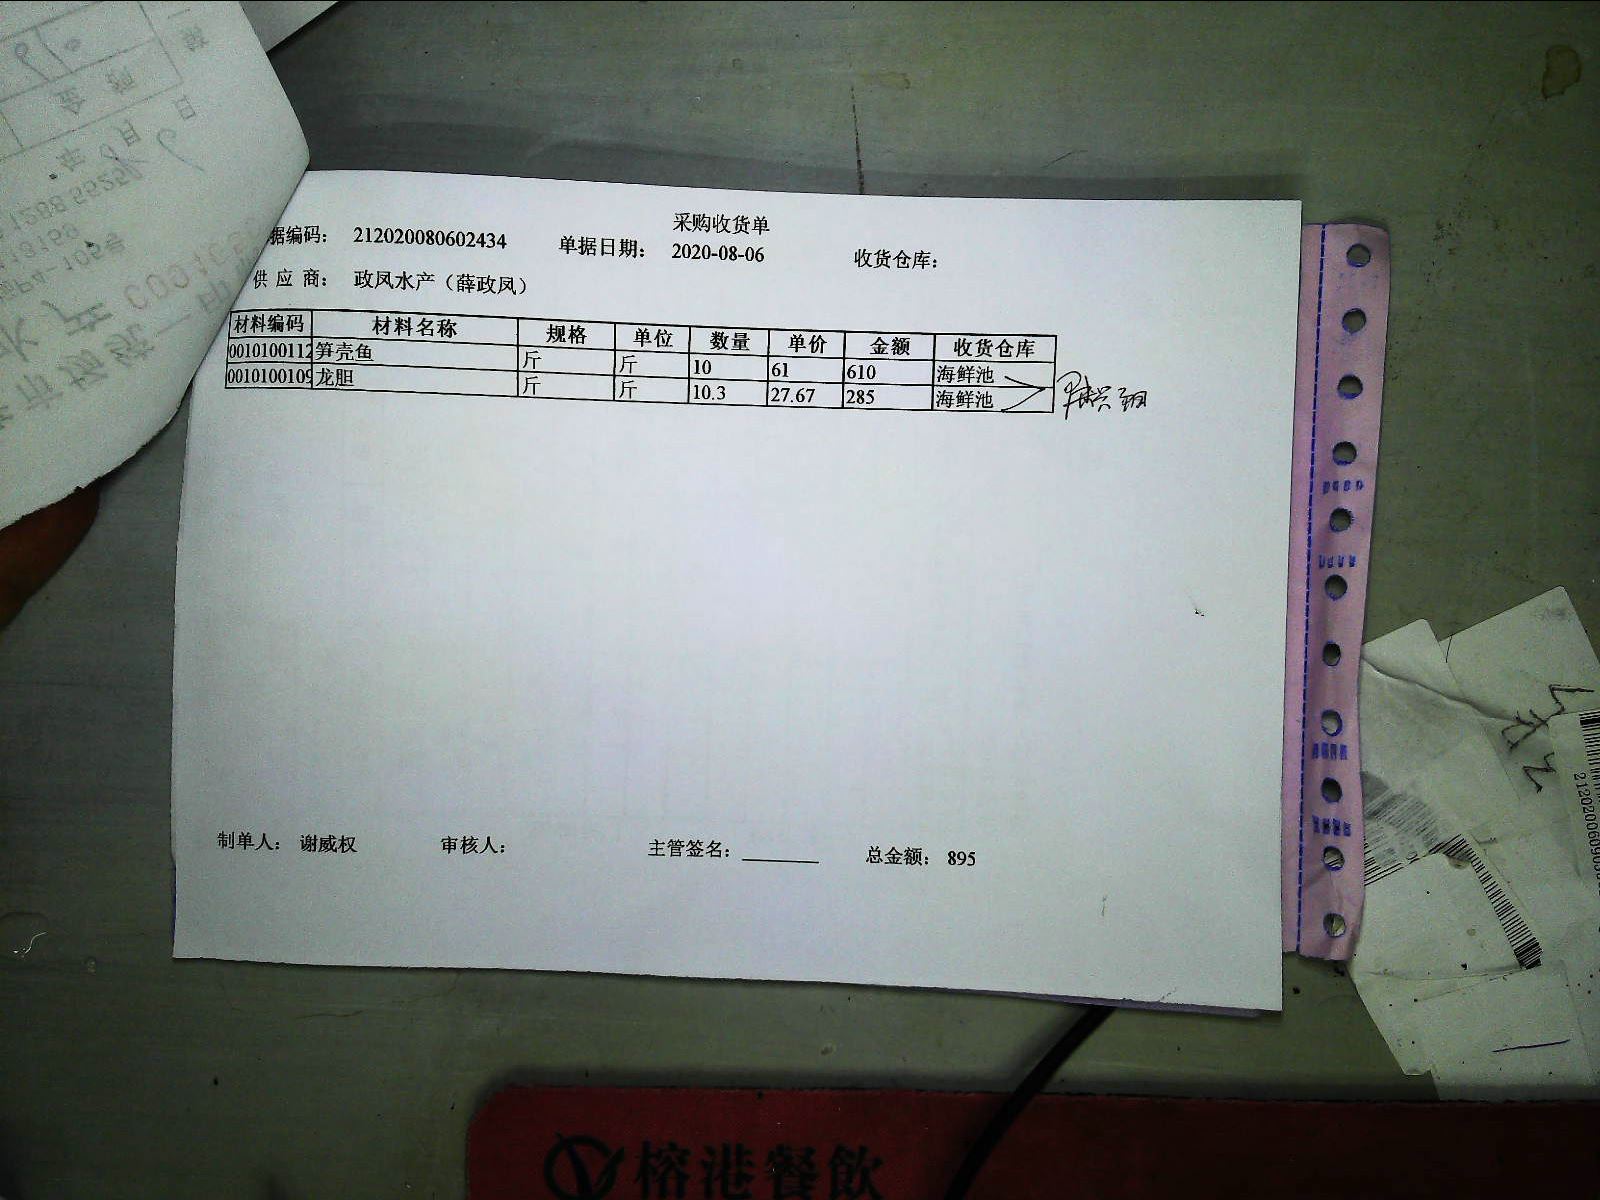 采购收货单
据编码： 212020080602434 单据日期： 2020-08-06 收货仓库：
供 应 商： 政凤水产（薛政凤）
材料编码 材料名称 规格 单位 数量 单价 金额 收货仓库
0010100112 笋壳鱼 斤 斤 10 61 610 海鲜池
0010100109 龙胆 斤 斤 10.3 27.67 285 海鲜池
制单人： 谢威权 审核人： 主管签名： 总金额： 895
榕港餐飲